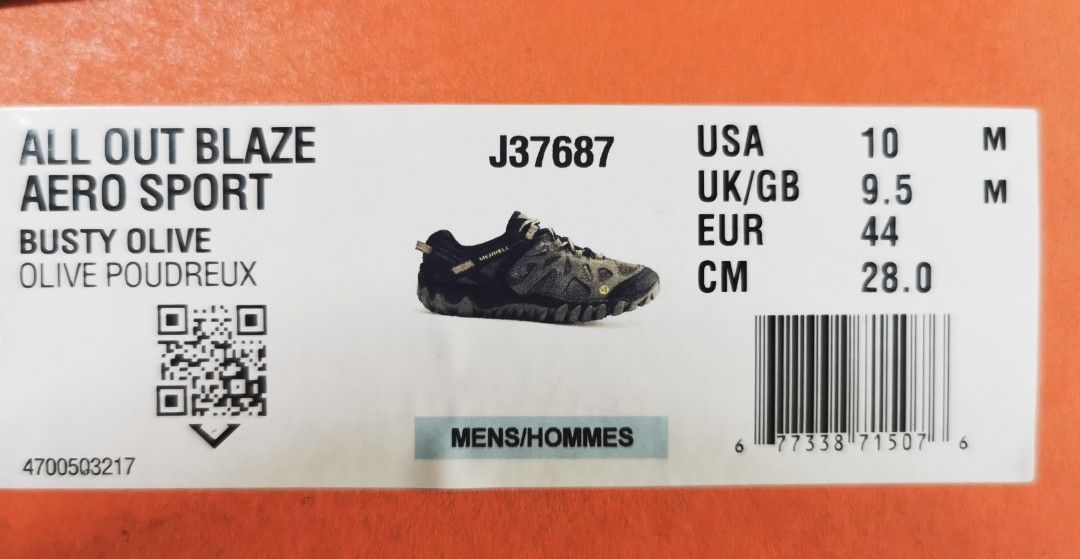 ALL OUT BLAZE
AERO SPORT
BUSTY OLIVE
OLIVE POUDREUX
4700503217
J37687
MERRELL
MENS/HOMMES
USA 10 M
UK/GB 9.5 M
EUR 44
CM 28.0
6 77338 71507 6